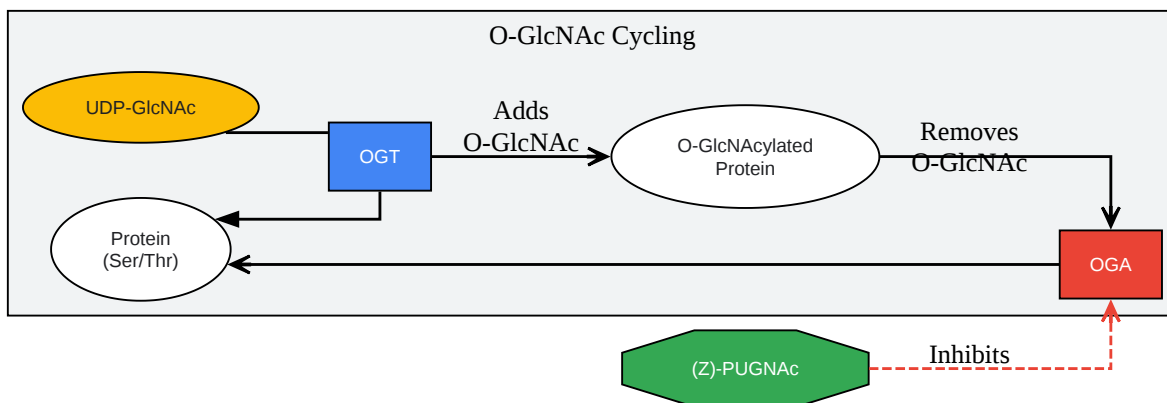 O-GlcNAc Cycling
UDP-GlcNAc
OGT
Adds
O-GlcNAc
O-GlcNAcylated
Protein
Removes
O-GlcNAc
Protein
(Ser/Thr)
OGA
(Z)-PUGNAc
Inhibits